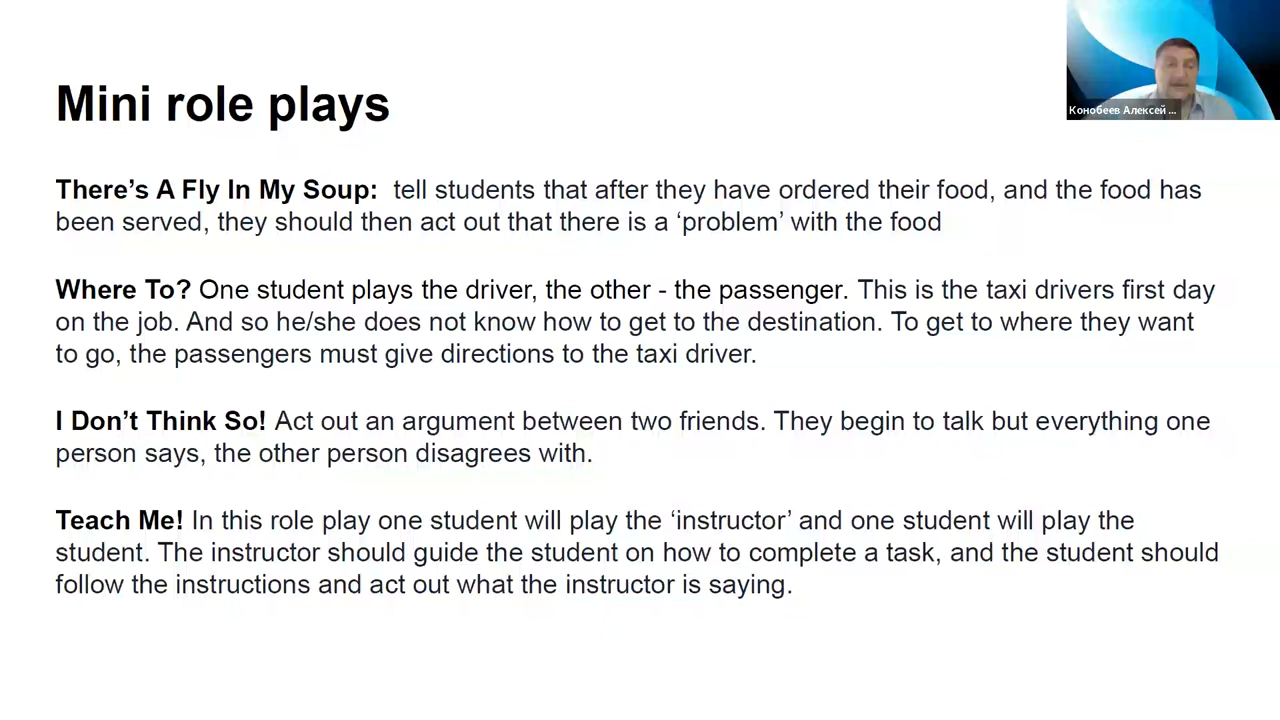 Mini role plays
Конобеев Алексей ...
There’s A Fly In My Soup:  tell students that after they have ordered their food, and the food has
been served, they should then act out that there is a ‘problem’ with the food
Where To? One student plays the driver, the other - the passenger. This is the taxi drivers first day
on the job. And so he/she does not know how to get to the destination. To get to where they want
to go, the passengers must give directions to the taxi driver.
I Don’t Think So! Act out an argument between two friends. They begin to talk but everything one
person says, the other person disagrees with.
Teach Me! In this role play one student will play the ‘instructor’ and one student will play the
student. The instructor should guide the student on how to complete a task, and the student should
follow the instructions and act out what the instructor is saying.